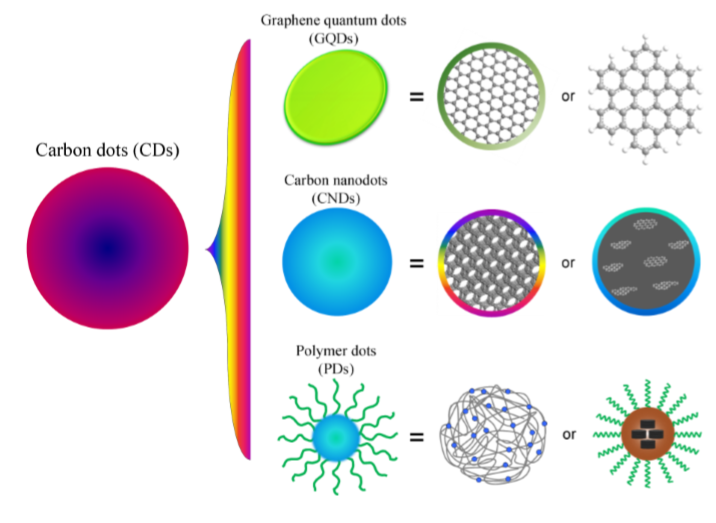 Graphene quantum dots
(GQDs)
= or
Carbon dots (CDs)
Carbon nanodots
(CNDs)
= or
Polymer dots
(PDs)
= or